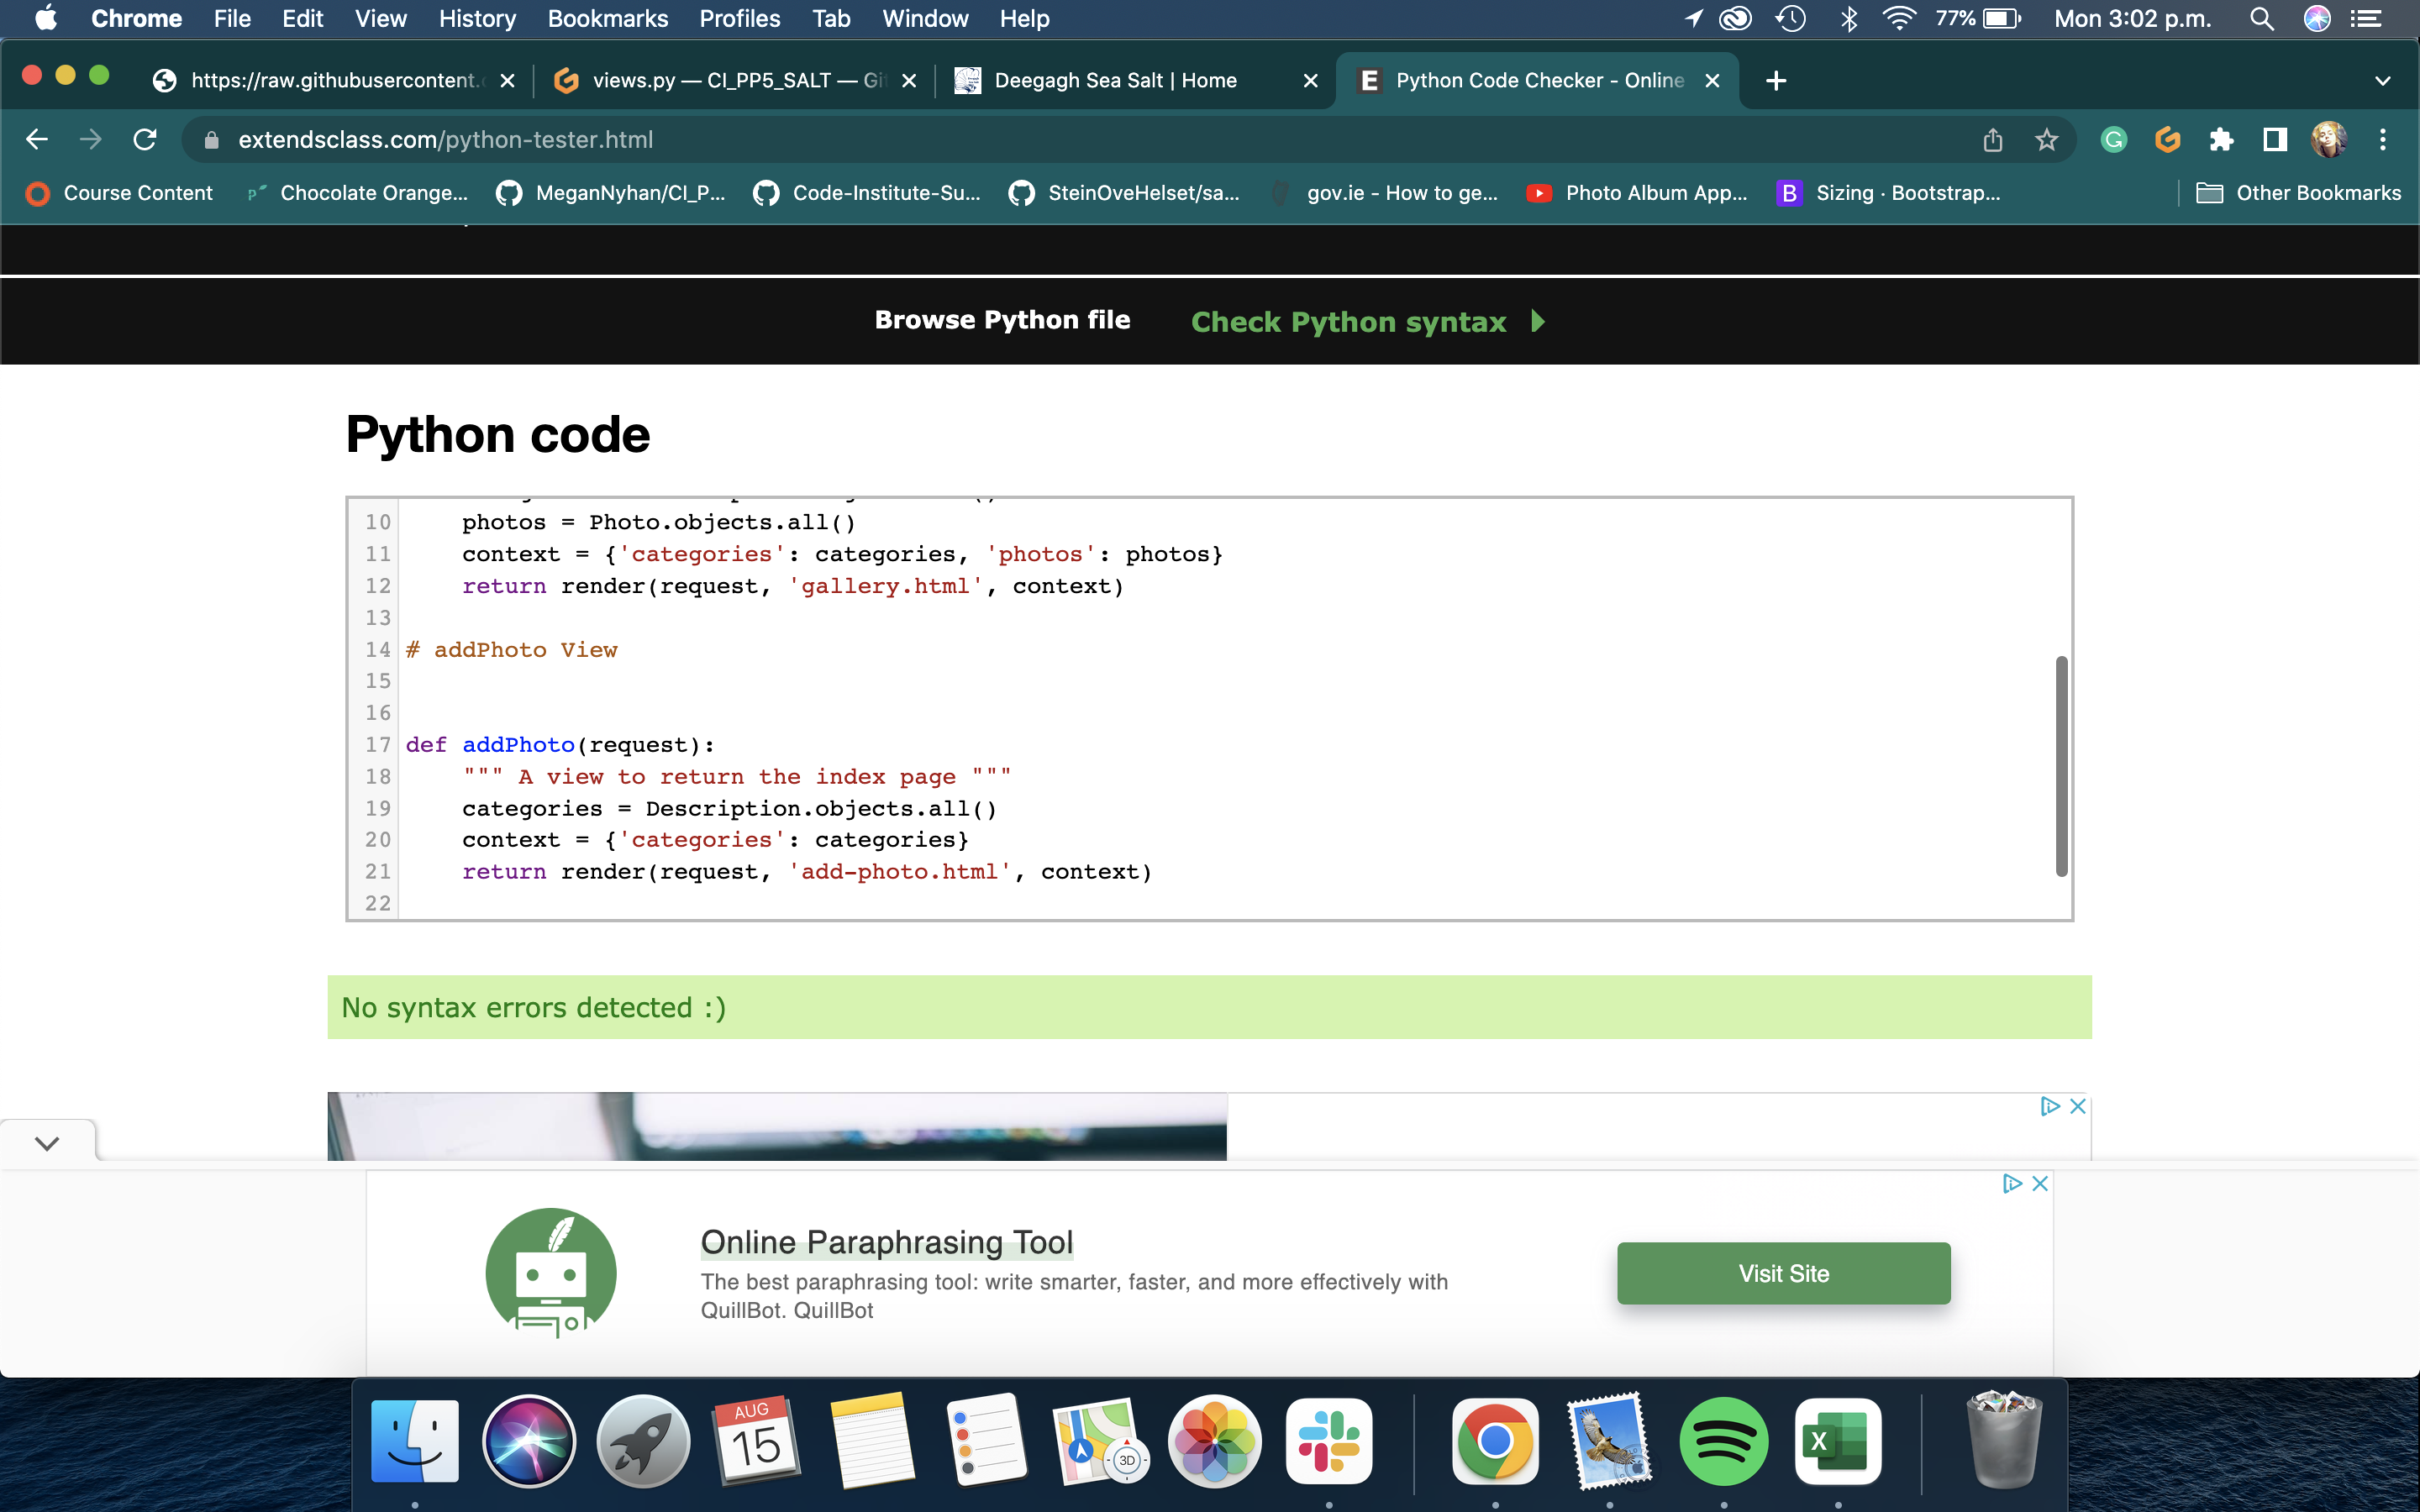 Chrome File Edit View History Bookmarks Profiles Tab Window Help 77% Mon 3:02 p.m.
https://raw.githubusercontent.c views.py — CI_PP5_SALT — Gi Deegagh Sea Salt | Home E Python Code Checker - Online
extendsclass.com/python-tester.html
Course Content Chocolate Orange... MeganNyhan/CI_P... Code-Institute-Su... SteinOveHelset/sa... gov.ie - How to ge... Photo Album App... B Sizing · Bootstrap... Other Bookmarks
Browse Python file Check Python syntax
Python code
10 photos = Photo.objects.all()
11 context = {'categories': categories, 'photos': photos}
12 return render(request, 'gallery.html', context)
13
14 # addPhoto View
15
16
17 def addPhoto(request):
18 """ A view to return the index page """
19 categories = Description.objects.all()
20 context = {'categories': categories}
21 return render(request, 'add-photo.html', context)
22
No syntax errors detected :)
Online Paraphrasing Tool
The best paraphrasing tool: write smarter, faster, and more effectively with
QuillBot. QuillBot
Visit Site
AUG
15
3D
X